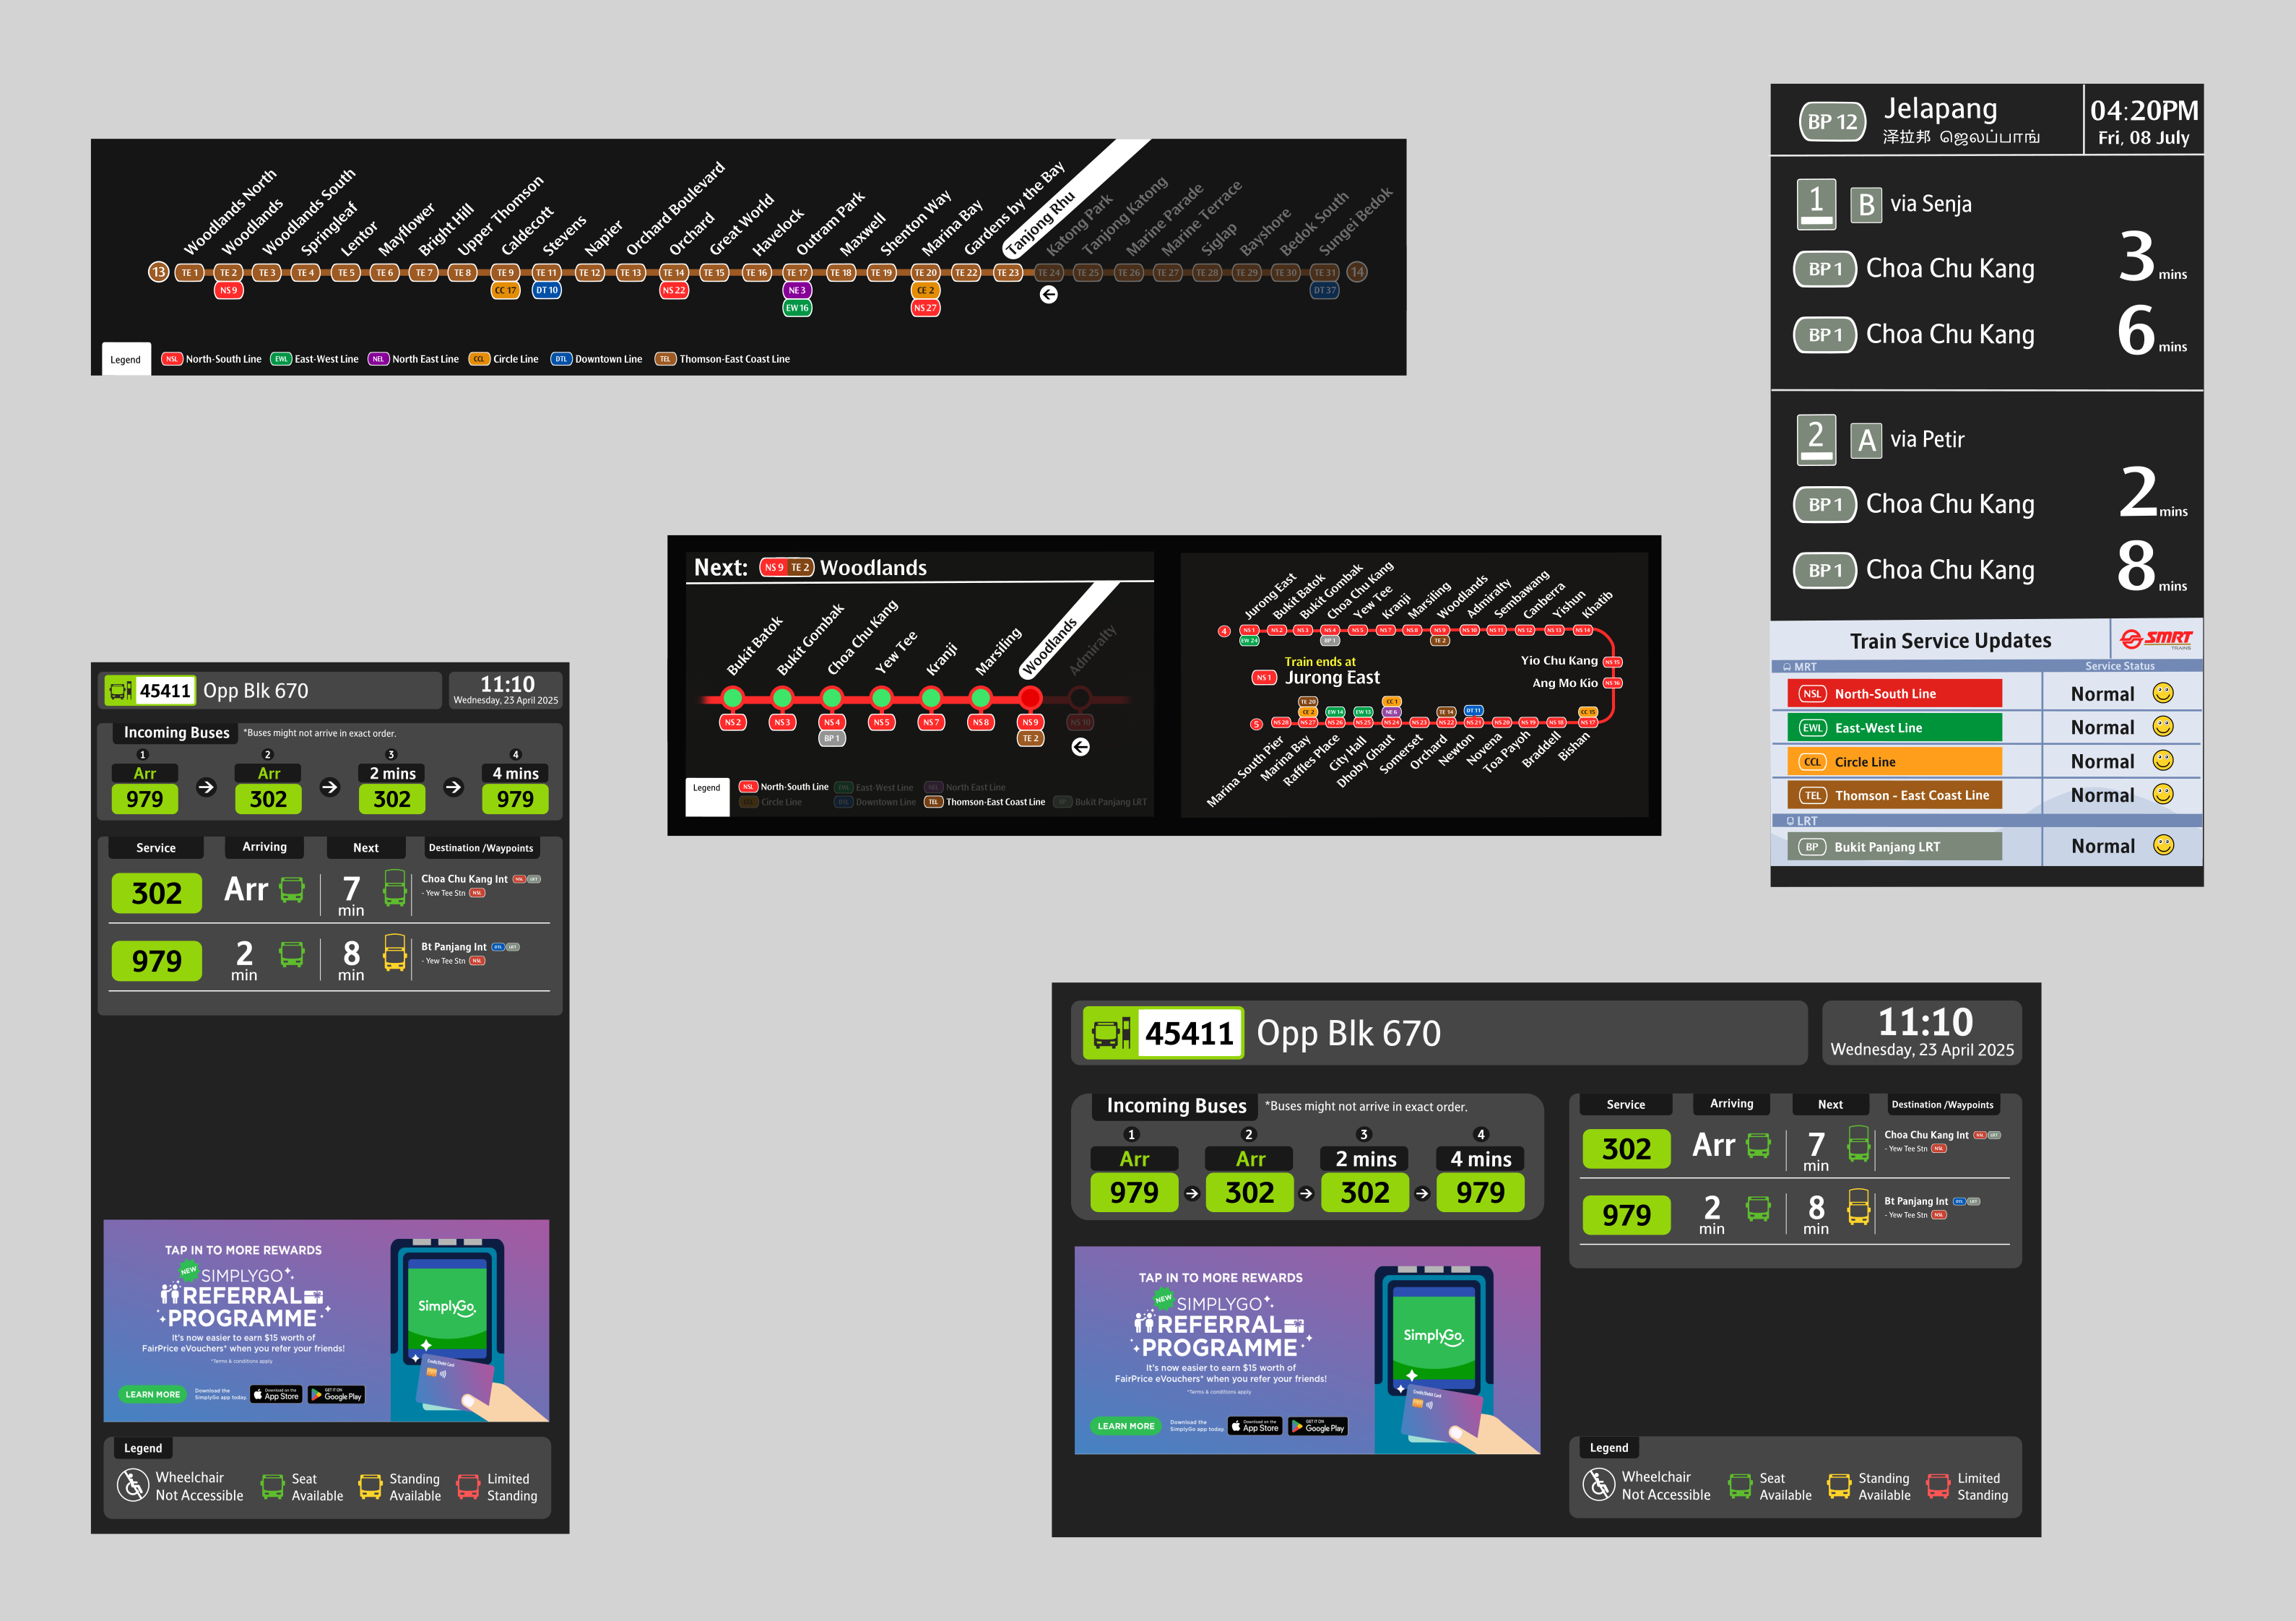 Woodlands North
Woodlands
Woodlands South
Springleaf
Lentor
Mayflower
Bright Hill
Upper Thomson
Caldecott
Stevens
Napier
Orchard Boulevard
Orchard
Great World
Havelock
Outram Park
Maxwell
Shenton Way
Marina Bay
Gardens by the Bay
Tanjong Rhu
Katong Park
Tanjong Katong
Marine Parade
Marine Terrace
Siglap
Bayshore
Bedok South
Sungei Bedok
13 TE 1 TE 2 TE 3 TE 4 TE 5 TE 6 TE 7 TE 8 TE 9 TE 11 TE 12 TE 13 TE 14 TE 15 TE 16 TE 17 TE 18 TE 19 TE 20 TE 22 TE 23 TE 24 TE 25 TE 26 TE 27 TE 28 TE 29 TE 30 TE 31 14
NS 9 CC 17 DT 10 NS 22 NE 3 CE 2 DT 37
EW 16 NS 27
Legend NSL North-South Line EWL East-West Line NEL North East Line CCL Circle Line DTL Downtown Line TEL Thomson-East Coast Line
BP 12 Jelapang
泽拉邦 ஜெலப்பாங்
04:20PM
Fri, 08 July
1 B via Senja
BP 1 Choa Chu Kang 3 mins
BP 1 Choa Chu Kang 6 mins
2 A via Petir
BP 1 Choa Chu Kang 2 mins
BP 1 Choa Chu Kang 8 mins
Train Service Updates SMRT
TRAINS
MRT Service Status
NSL North-South Line Normal
EWL East-West Line Normal
CCL Circle Line Normal
TEL Thomson - East Coast Line Normal
LRT
BP Bukit Panjang LRT Normal
Next: NS 9 TE 2 Woodlands
Bukit Batok
Bukit Gombak
Choa Chu Kang
Yew Tee
Kranji
Marsiling
Woodlands
Admiralty
NS 2 NS 3 NS 4 NS 5 NS 7 NS 8 NS 9 NS 10
BP 1 TE 2
Legend NSL North-South Line EWL East-West Line NEL North East Line
CCL Circle Line DTL Downtown Line TEL Thomson-East Coast Line BP Bukit Panjang LRT
Jurong East
Bukit Batok
Bukit Gombak
Choa Chu Kang
Yew Tee
Kranji
Marsiling
Woodlands
Admiralty
Sembawang
Canberra
Yishun
Khatib
4 NS 1 NS 2 NS 3 NS 4 NS 5 NS 7 NS 8 NS 9 NS 10 NS 11 NS 12 NS 13 NS 14
EW 24 BP 1 TE 2
Train ends at
NS 1 Jurong East
Yio Chu Kang NS 15
Ang Mo Kio NS 16
TE 20 CC 1
CE 2 EW 14 EW 13 NE 6 TE 14 DT 11 CC 15
5 NS 28 NS 27 NS 26 NS 25 NS 24 NS 23 NS 22 NS 21 NS 20 NS 19 NS 18 NS 17
Marina South Pier
Marina Bay
Raffles Place
City Hall
Dhoby Ghaut
Somerset
Orchard
Newton
Novena
Toa Payoh
Braddell
Bishan
45411 Opp Blk 670
11:10
Wednesday, 23 April 2025
Incoming Buses *Buses might not arrive in exact order.
1 2 3 4
Arr Arr 2 mins 4 mins
979 302 302 979
Service Arriving Next Destination /Waypoints
302 Arr 7 min Choa Chu Kang Int NSL LRT
- Yew Tee Stn NSL
979 2 min 8 min Bt Panjang Int DTL LRT
- Yew Tee Stn NSL
TAP IN TO MORE REWARDS
NEW SIMPLYGO
REFERRAL
PROGRAMME
It's now easier to earn $15 worth of
FairPrice eVouchers* when you refer your friends!
*Terms & conditions apply
LEARN MORE Download the
SimplyGo app today.
Download on the
App Store
GET IT ON
Google Play
SimplyGo.
Credit/Debit Card
Legend
Wheelchair
Not Accessible
Seat
Available
Standing
Available
Limited
Standing
45411 Opp Blk 670
11:10
Wednesday, 23 April 2025
Incoming Buses *Buses might not arrive in exact order.
1 2 3 4
Arr Arr 2 mins 4 mins
979 302 302 979
Service Arriving Next Destination /Waypoints
302 Arr 7 min Choa Chu Kang Int NSL LRT
- Yew Tee Stn NSL
979 2 min 8 min Bt Panjang Int DTL LRT
- Yew Tee Stn NSL
TAP IN TO MORE REWARDS
NEW SIMPLYGO
REFERRAL
PROGRAMME
It's now easier to earn $15 worth of
FairPrice eVouchers* when you refer your friends!
*Terms & conditions apply
LEARN MORE Download the
SimplyGo app today.
Download on the
App Store
GET IT ON
Google Play
SimplyGo.
Credit/Debit Card
Legend
Wheelchair
Not Accessible
Seat
Available
Standing
Available
Limited
Standing